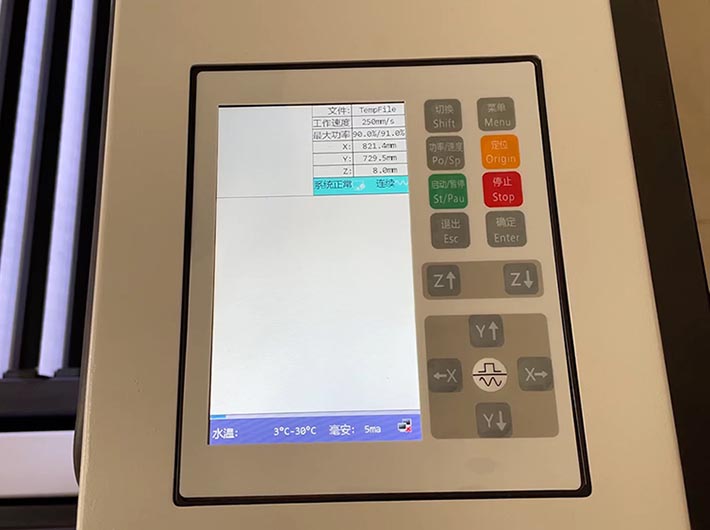 文件: TempFile
工作速度 250mm/s
最大功率 90.0%/91.0%
X: 821.4mm
Y: 729.5mm
Z: 8.0mm
系统正常 连续
水温: 3°C-30°C 毫安: 5ma
切换 Shift
菜单 Menu
功率/速度 Po/Sp
定位 Origin
启动/暂停 St/Pau
停止 Stop
退出 Esc
确定 Enter
Z↑ Z↓
Y↑
←X X→
Y↓